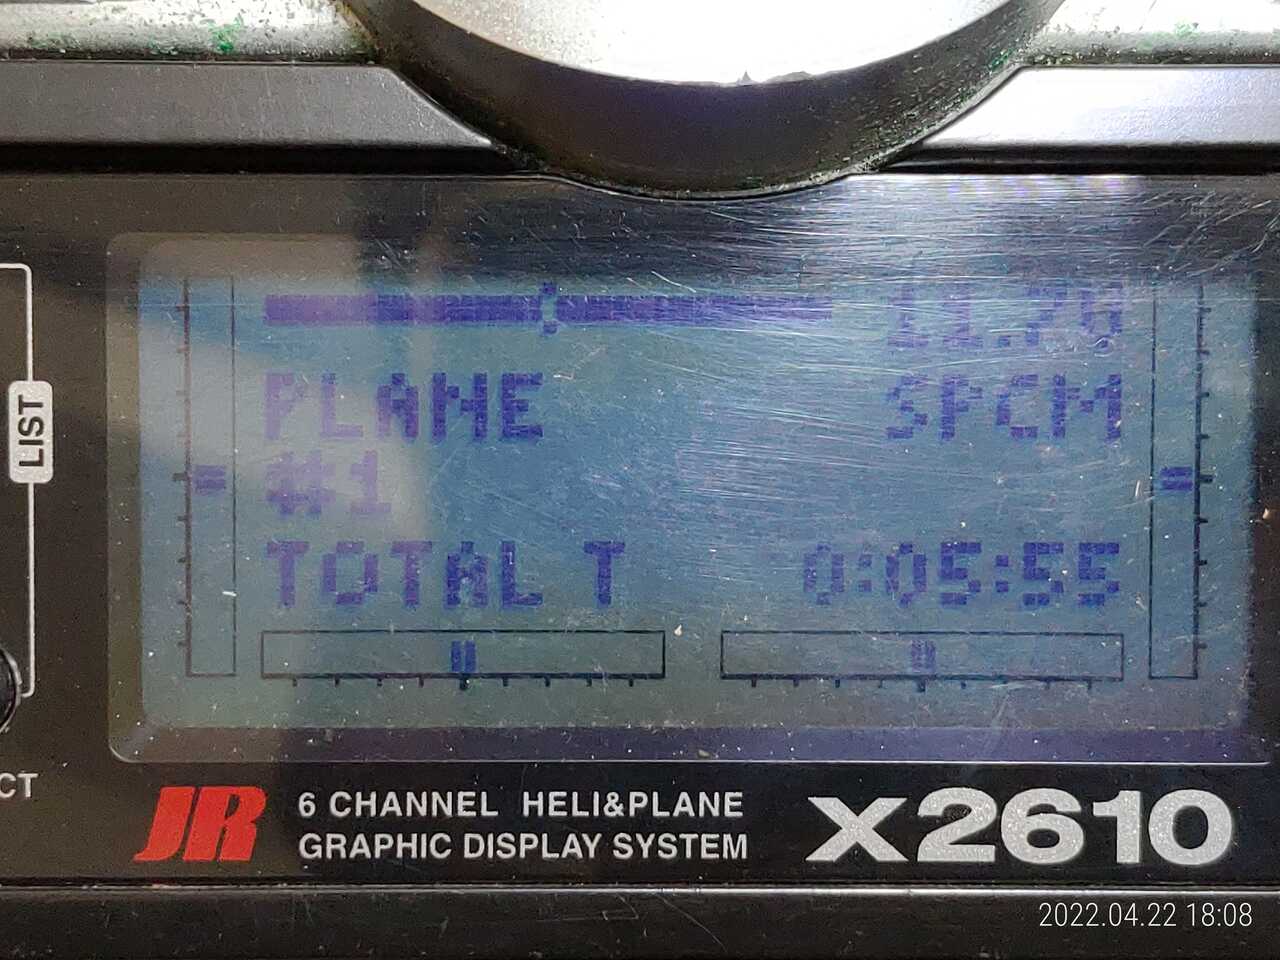 11.2V
PLANE SPCM
#1
TOTAL T 0:05:55
LIST
CT
JR 6 CHANNEL HELI&PLANE
GRAPHIC DISPLAY SYSTEM
X2610
2022.04.22 18:08